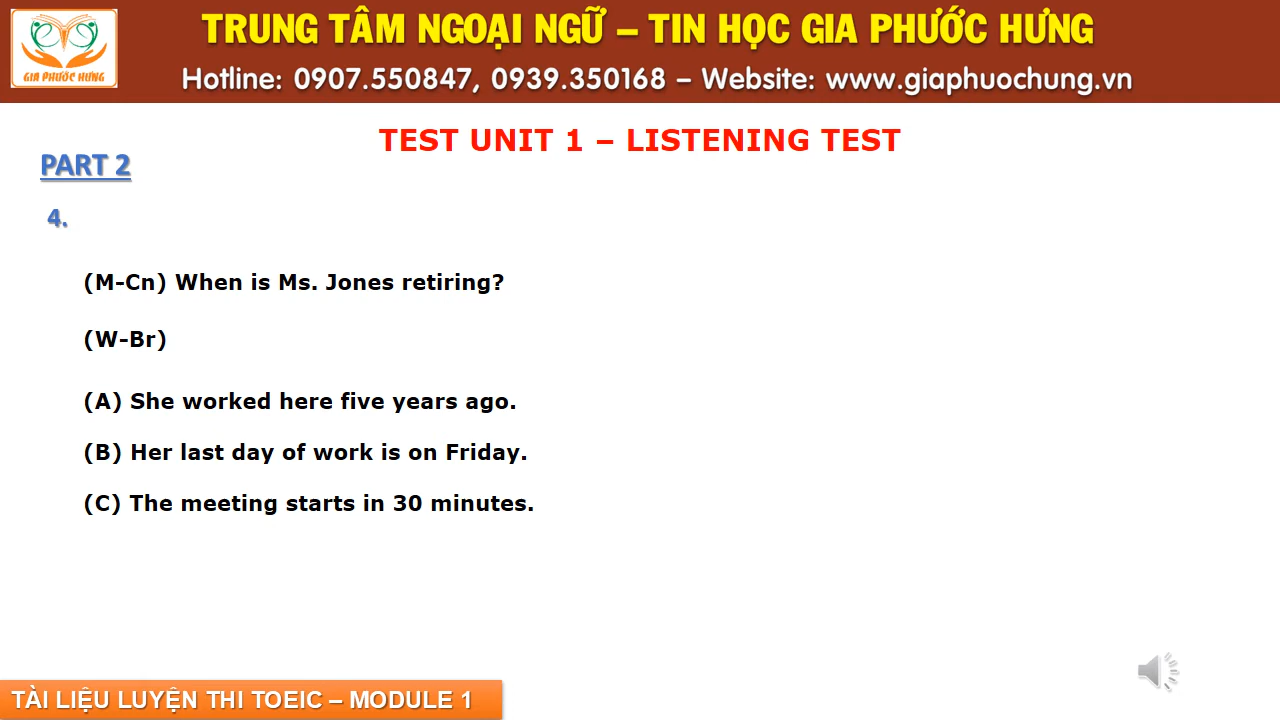 TRUNG TÂM NGOẠI NGỮ – TIN HỌC GIA PHƯỚC HƯNG
GIA PHƯỚC HƯNG
Hotline: 0907.550847, 0939.350168 – Website: www.giaphuochung.vn
TEST UNIT 1 – LISTENING TEST
PART 2
4.
(M-Cn) When is Ms. Jones retiring?
(W-Br)
(A) She worked here five years ago.
(B) Her last day of work is on Friday.
(C) The meeting starts in 30 minutes.
TÀI LIỆU LUYỆN THI TOEIC – MODULE 1